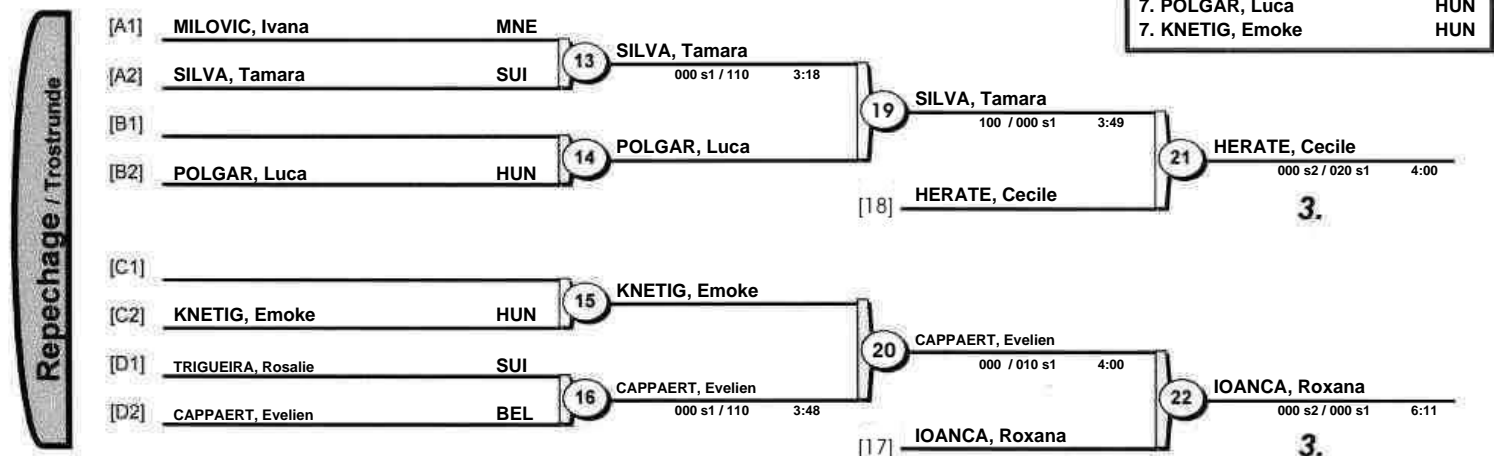 7. POLGAR, Luca HUN
7. KNETIG, Emoke HUN
Repechage / Trostrunde
[A1] MILOVIC, Ivana MNE
13 SILVA, Tamara
000 s1 / 110 3:18
[A2] SILVA, Tamara SUI
19 SILVA, Tamara
100 / 000 s1 3:49
[B1]
14 POLGAR, Luca
[B2] POLGAR, Luca HUN
21 HERATE, Cecile
000 s2 / 020 s1 4:00
[18] HERATE, Cecile
3.
[C1]
15 KNETIG, Emoke
[C2] KNETIG, Emoke HUN
20 CAPPAERT, Evelien
000 / 010 s1 4:00
[D1] TRIGUEIRA, Rosalie SUI
16 CAPPAERT, Evelien
000 s1 / 110 3:48
[D2] CAPPAERT, Evelien BEL
22 IOANCA, Roxana
000 s2 / 000 s1 6:11
[17] IOANCA, Roxana
3.